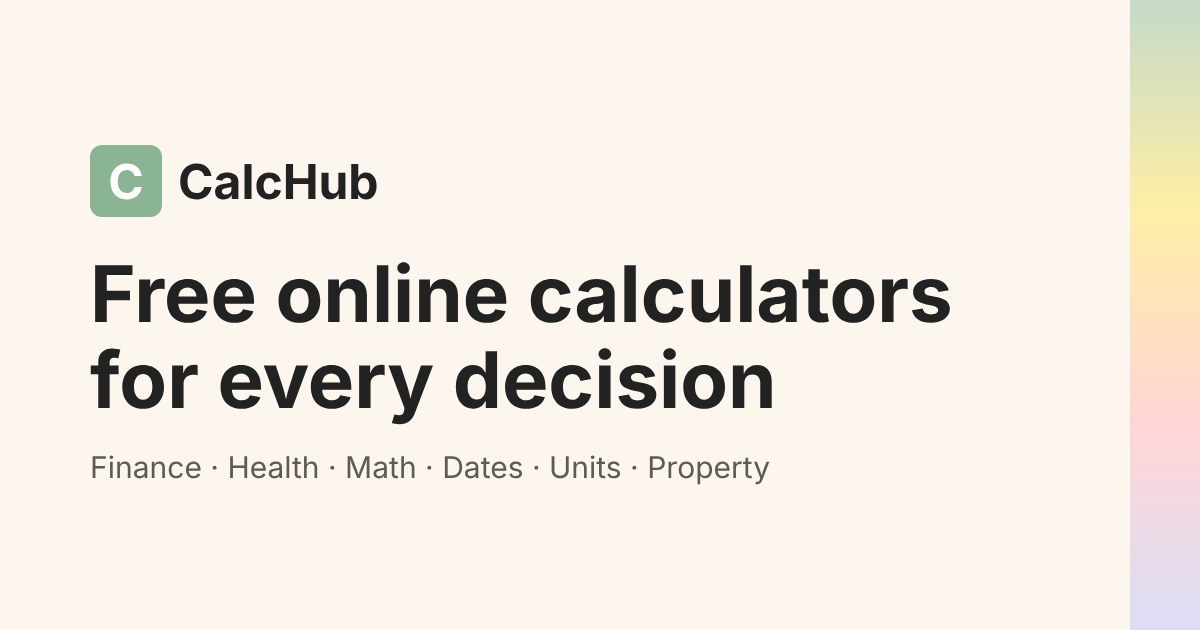 C CalcHub
Free online calculators
for every decision
Finance · Health · Math · Dates · Units · Property